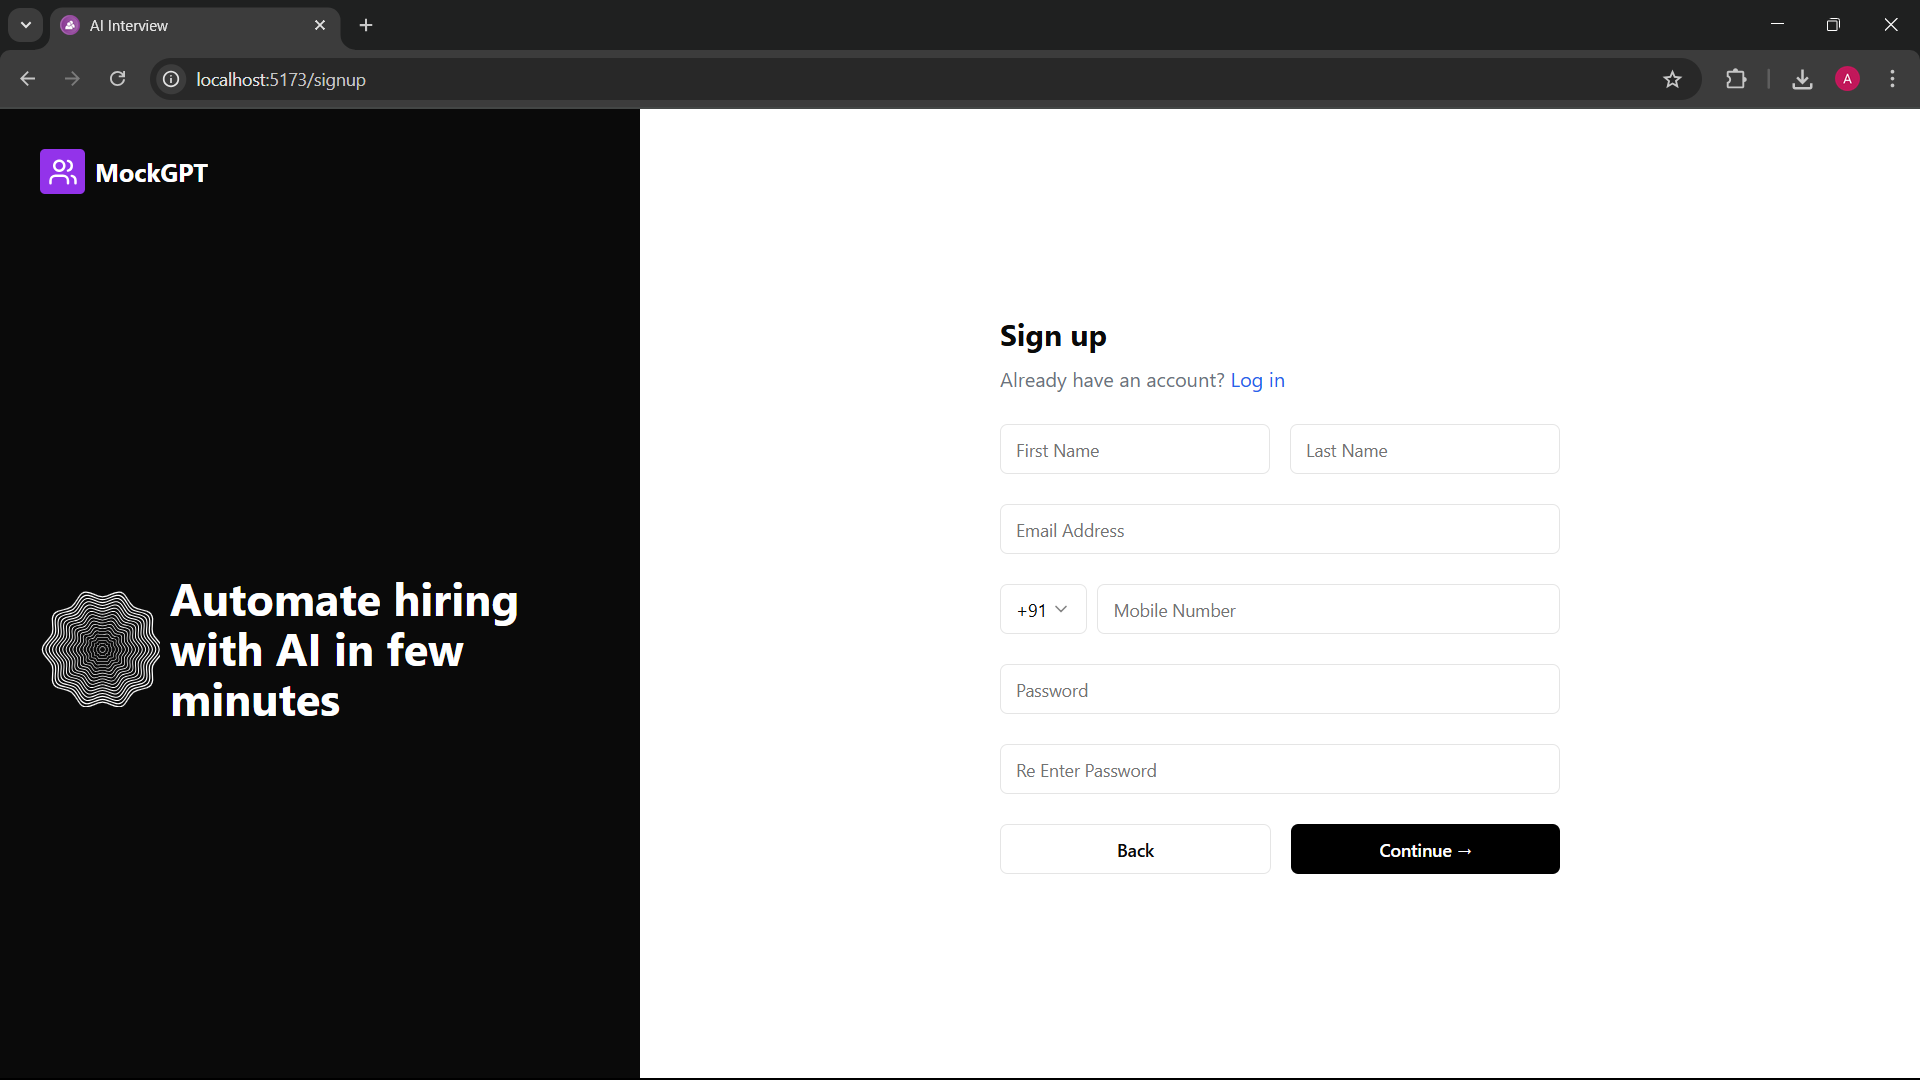 AI Interview
localhost:5173/signup
A
MockGPT
Automate hiring
with AI in few
minutes
Sign up
Already have an account? Log in
First Name
Last Name
Email Address
+91
Mobile Number
Password
Re Enter Password
Back
Continue →